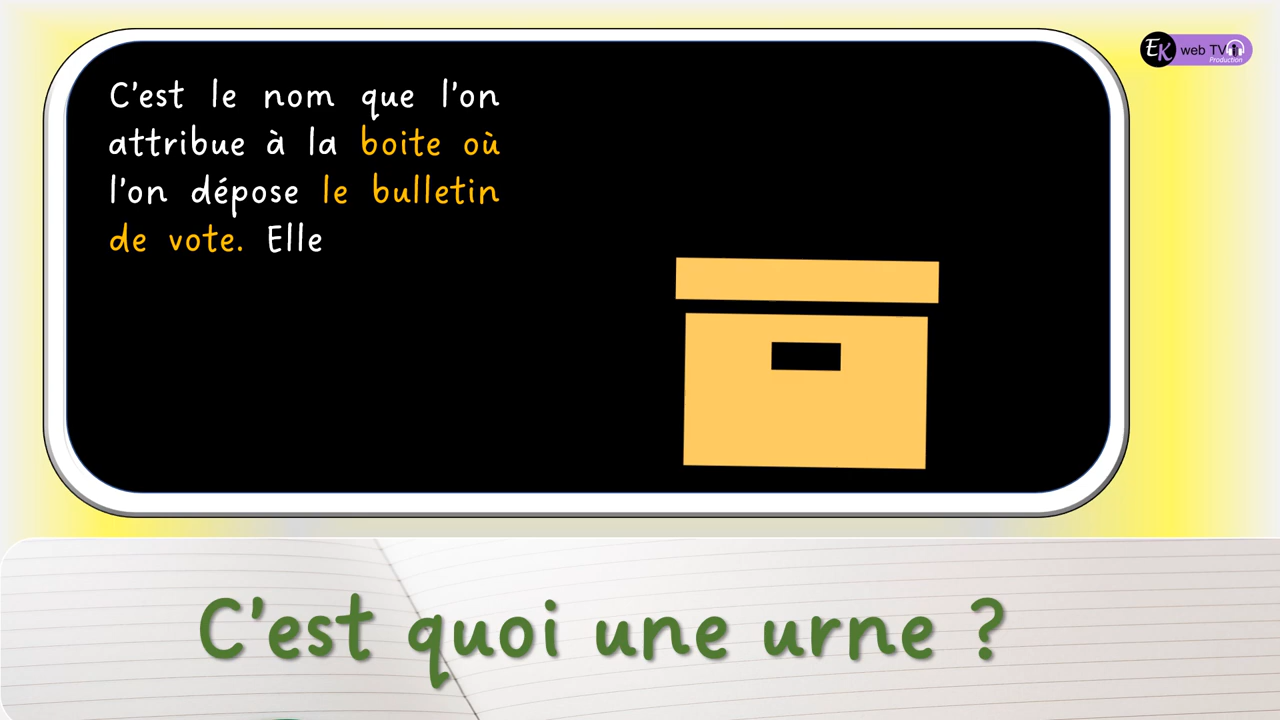 C'est le nom que l'on
attribue à la boite où
l'on dépose le bulletin
de vote. Elle
EK web TV in
Production
C'est quoi une urne ?